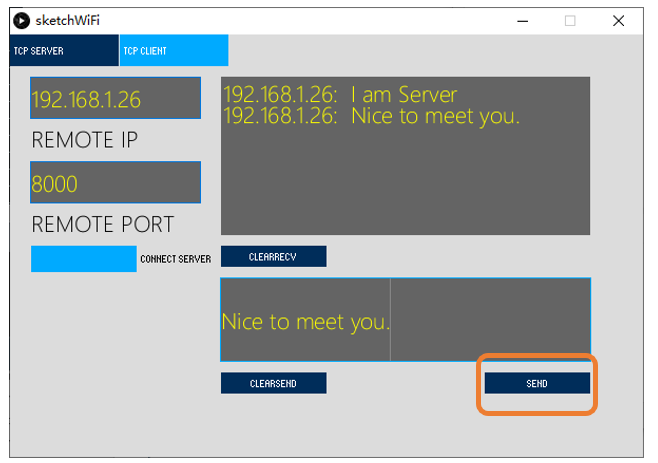 sketchWiFi
TCP SERVER
TCP CLIENT
192.168.1.26
REMOTE IP
8000
REMOTE PORT
CONNECT SERVER
192.168.1.26: I am Server
192.168.1.26: Nice to meet you.
CLEARRECV
Nice to meet you.
CLEARSEND
SEND